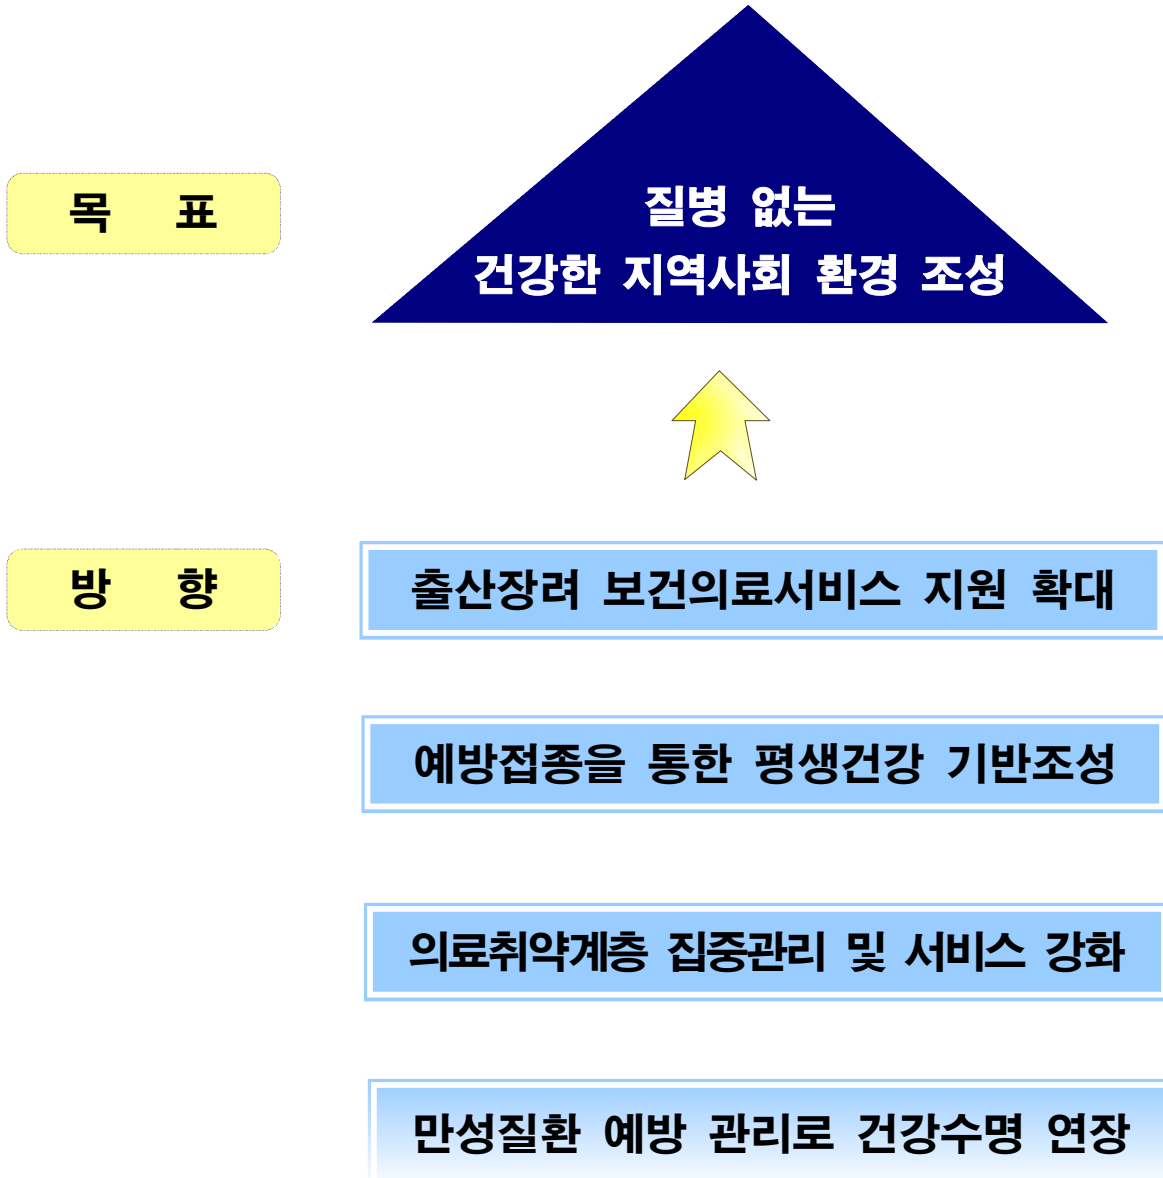 목 표
질병 없는
건강한 지역사회 환경 조성
방 향
출산장려 보건의료서비스 지원 확대
예방접종을 통한 평생건강 기반조성
의료취약계층 집중관리 및 서비스 강화
만성질환 예방 관리로 건강수명 연장